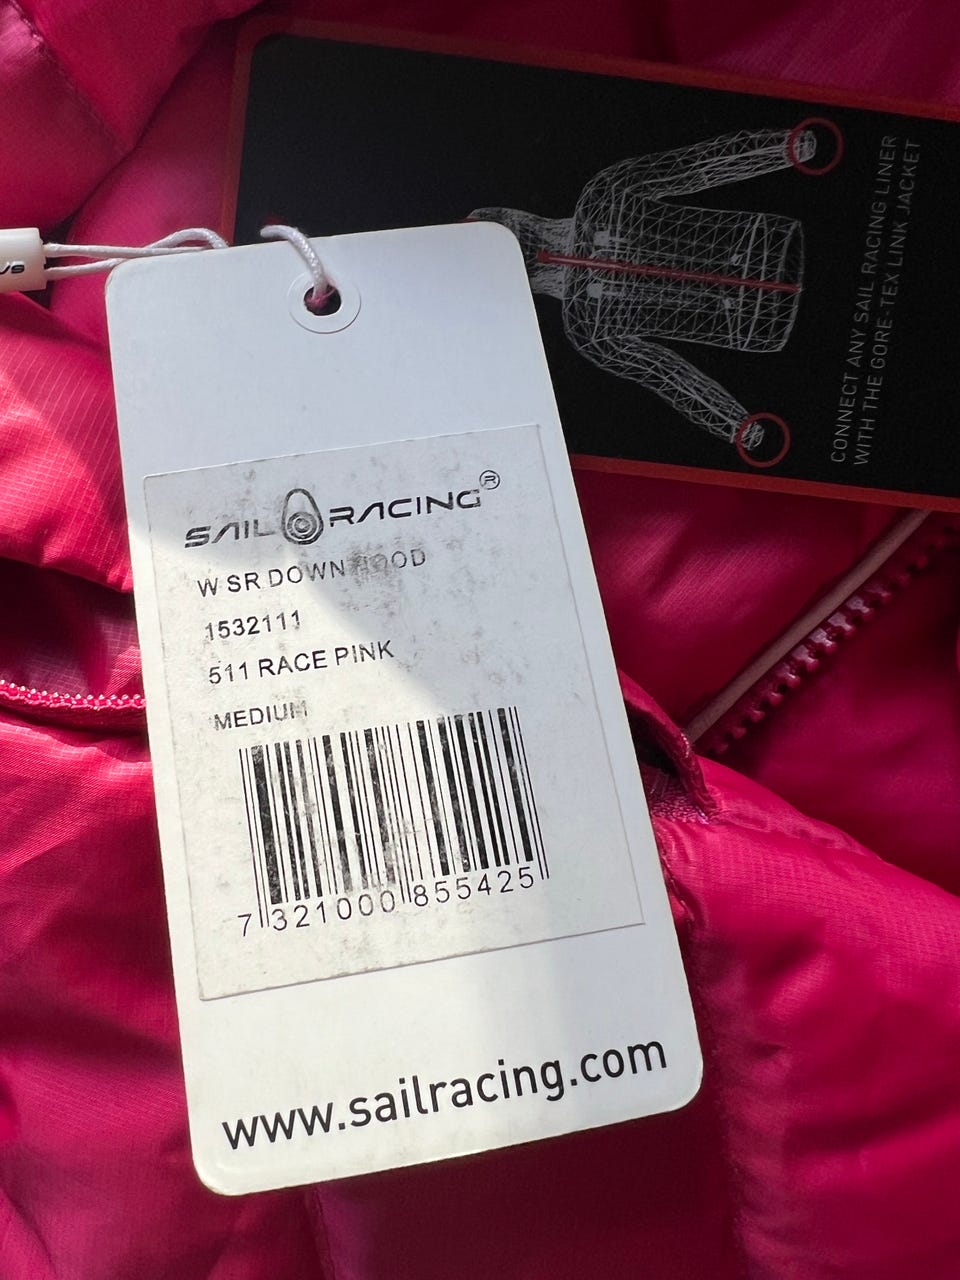 SAIL RACING®
W SR DOWN HOOD
1532111
511 RACE PINK
MEDIUM
7 321000 855425
www.sailracing.com
CONNECT ANY SAIL RACING LINER
WITH THE GORE-TEX LINK JACKET